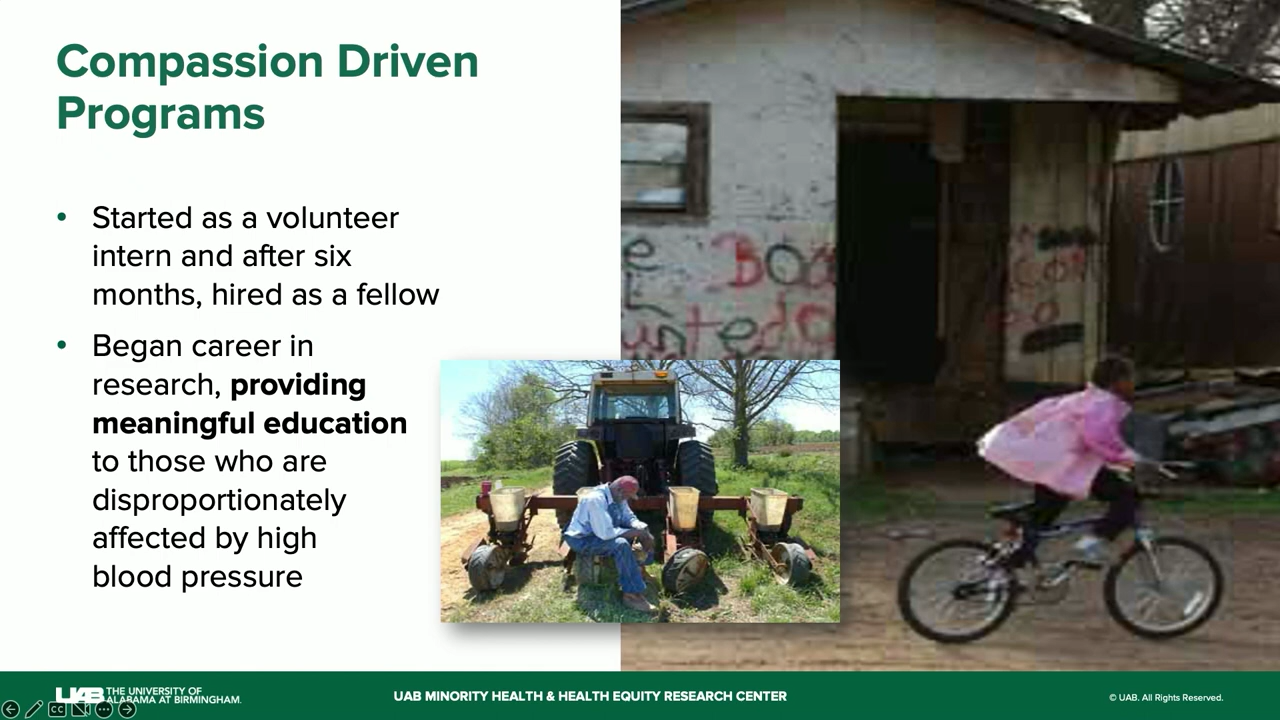 Compassion Driven
Programs
• Started as a volunteer
intern and after six
months, hired as a fellow
• Began career in
research, providing
meaningful education
to those who are
disproportionately
affected by high
blood pressure
UAB THE UNIVERSITY OF
ALABAMA AT BIRMINGHAM.
UAB MINORITY HEALTH & HEALTH EQUITY RESEARCH CENTER
© UAB. All Rights Reserved.